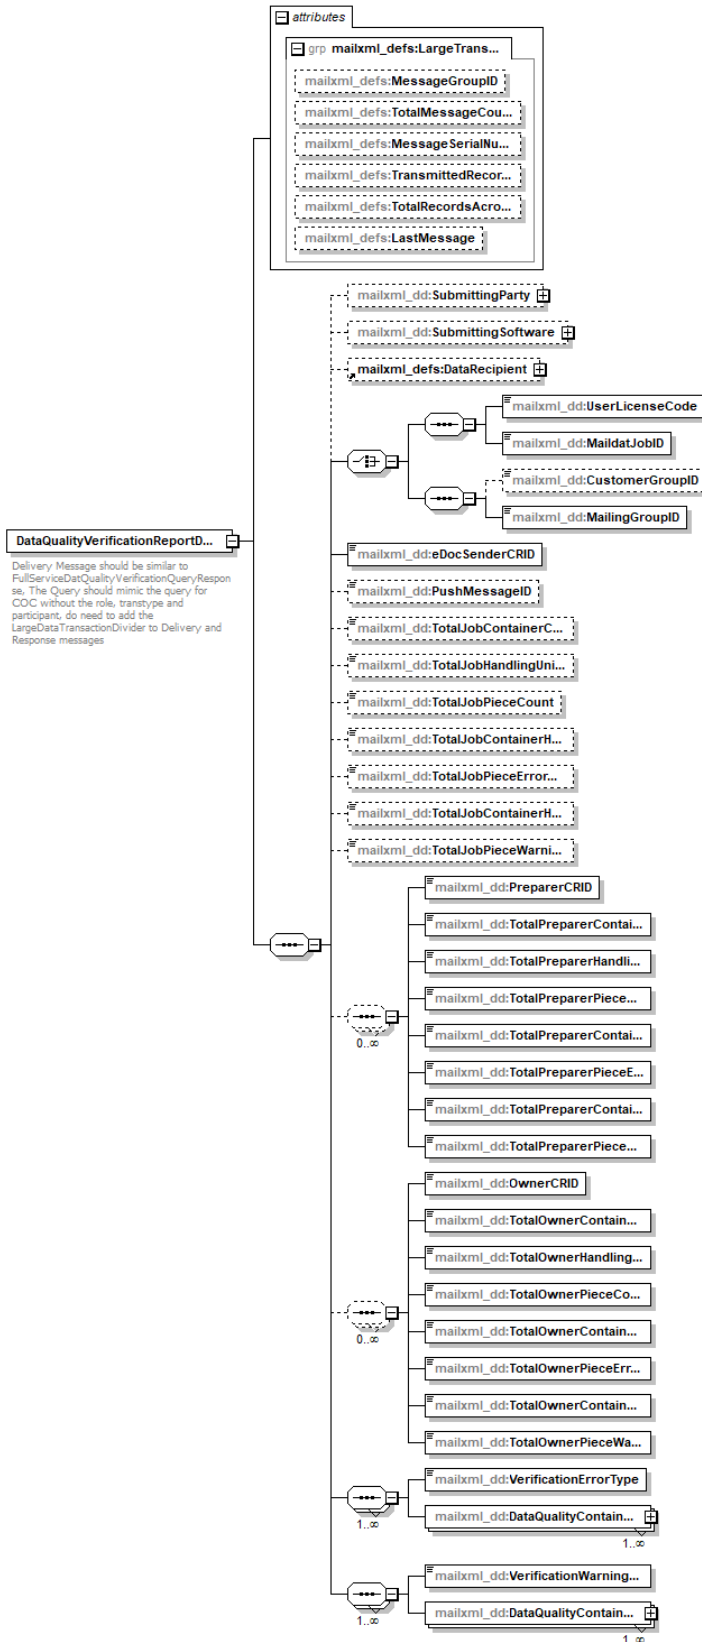 attributes
grp mailxml_defs:LargeTrans...
mailxml_defs:MessageGroupID
mailxml_defs:TotalMessageCou...
mailxml_defs:MessageSerialNu...
mailxml_defs:TransmittedRecor...
mailxml_defs:TotalRecordsAcro...
mailxml_defs:LastMessage
mailxml_dd:SubmittingParty
mailxml_dd:SubmittingSoftware
mailxml_defs:DataRecipient
mailxml_dd:UserLicenseCode
mailxml_dd:MaildatJobID
mailxml_dd:CustomerGroupID
mailxml_dd:MailingGroupID
DataQualityVerificationReportD...
Delivery Message should be similar to
FullServiceDatQualityVerificationQueryRespon
se, The Query should mimic the query for
COC without the role, transtype and
participant, do need to add the
LargeDataTransactionDivider to Delivery and
Response messages
mailxml_dd:eDocSenderCRID
mailxml_dd:PushMessageID
mailxml_dd:TotalJobContainerC...
mailxml_dd:TotalJobHandlingUni...
mailxml_dd:TotalJobPieceCount
mailxml_dd:TotalJobContainerH...
mailxml_dd:TotalJobPieceError...
mailxml_dd:TotalJobContainerH...
mailxml_dd:TotalJobPieceWarni...
mailxml_dd:PreparerCRID
mailxml_dd:TotalPreparerContai...
mailxml_dd:TotalPreparerHandli...
mailxml_dd:TotalPreparerPiece...
mailxml_dd:TotalPreparerContai...
0..∞
mailxml_dd:TotalPreparerPieceE...
mailxml_dd:TotalPreparerContai...
mailxml_dd:TotalPreparerPiece...
mailxml_dd:OwnerCRID
mailxml_dd:TotalOwnerContain...
mailxml_dd:TotalOwnerHandling...
mailxml_dd:TotalOwnerPieceCo...
mailxml_dd:TotalOwnerContain...
0..∞
mailxml_dd:TotalOwnerPieceErr...
mailxml_dd:TotalOwnerContain...
mailxml_dd:TotalOwnerPieceWa...
mailxml_dd:VerificationErrorType
mailxml_dd:DataQualityContain...
1..∞
1..∞
mailxml_dd:VerificationWarning...
mailxml_dd:DataQualityContain...
1..∞
1..∞